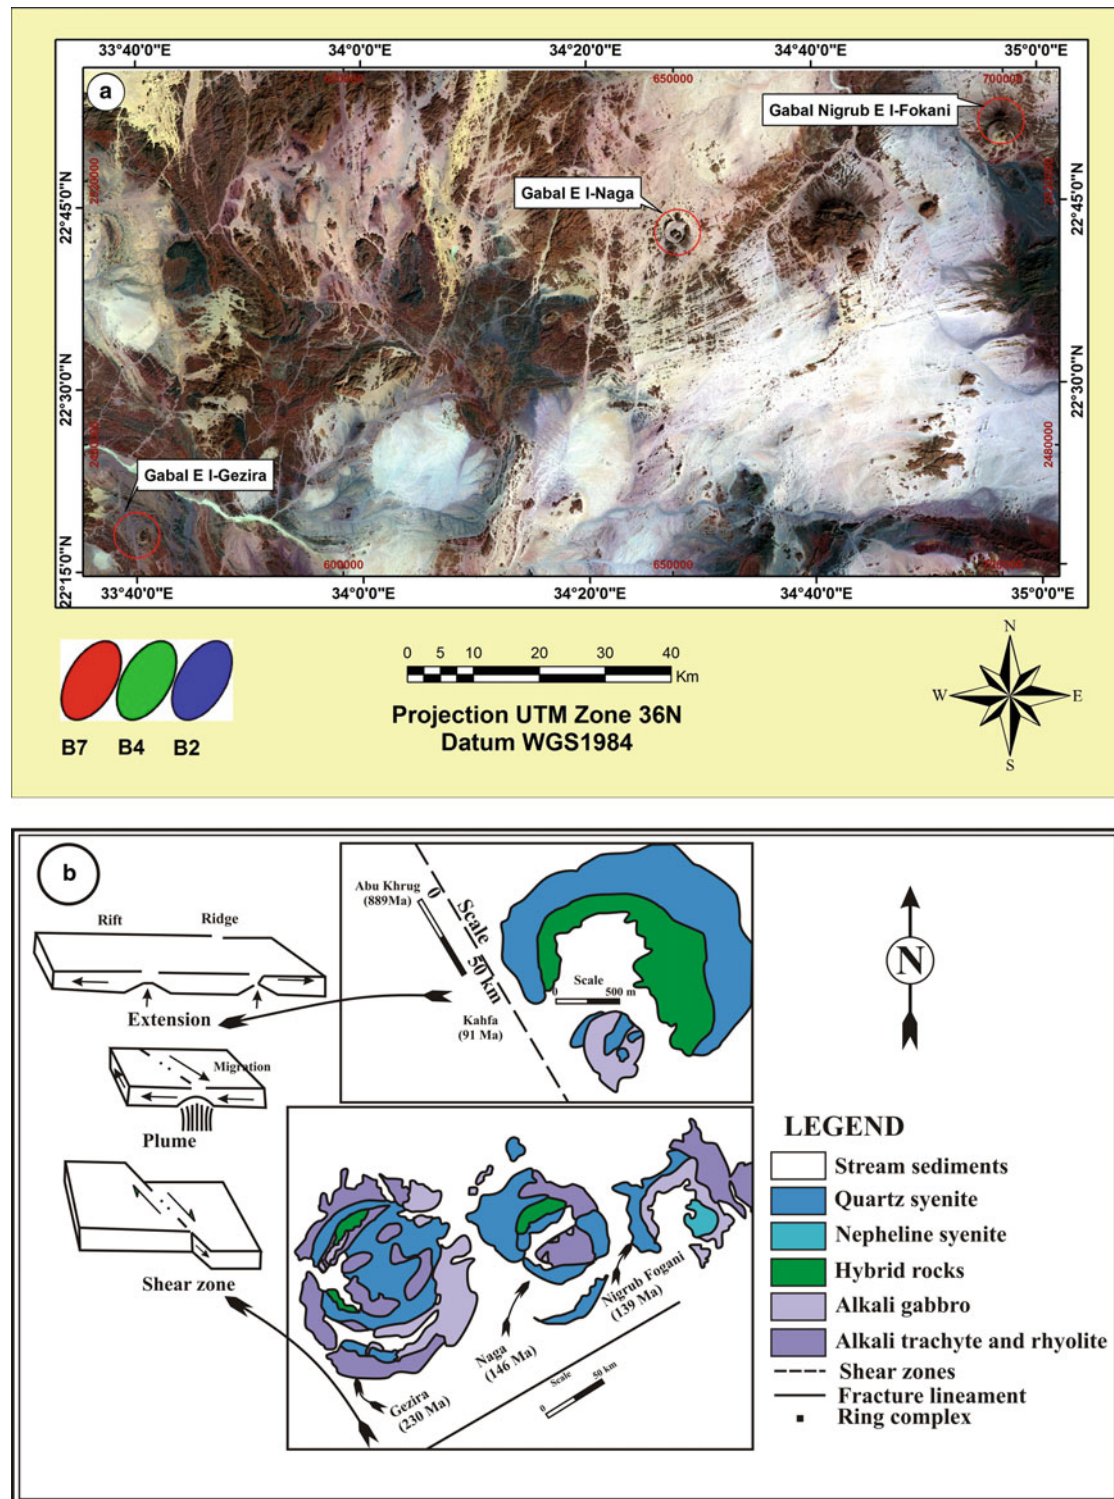 33°40'0"E 34°0'0"E 34°20'0"E 34°40'0"E 35°0'0"E
a
650000
700000
Gabal Nigrub E I-Fokani
Gabal E I-Naga
22°45'0"N
22°45'0"N
22°30'0"N
22°30'0"N
2480000
Gabal E I-Gezira
22°15'0"N
600000
650000
33°40'0"E 34°0'0"E 34°20'0"E 34°40'0"E 35°0'0"E
0 5 10 20 30 40
Km
Projection UTM Zone 36N
Datum WGS1984
B7 B4 B2
N
W E
S
b
Rift Ridge
Extension
Migration
Plume
Shear zone
Abu Khrug
(889Ma)
0 Scale 50 km
Kahfa
(91 Ma)
Scale
0 500 m
N
Gezira
(230 Ma)
Naga
(146 Ma)
Nigrub Fogani
(139 Ma)
Scale
0 50 km
LEGEND
Stream sediments
Quartz syenite
Nepheline syenite
Hybrid rocks
Alkali gabbro
Alkali trachyte and rhyolite
Shear zones
Fracture lineament
Ring complex